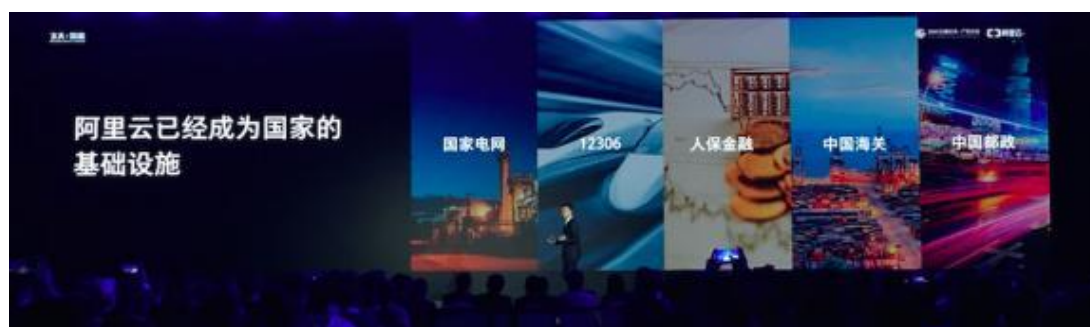 阿里云已经成为国家的
基础设施
国家电网
12306
人保金融
中国海关
中国邮政